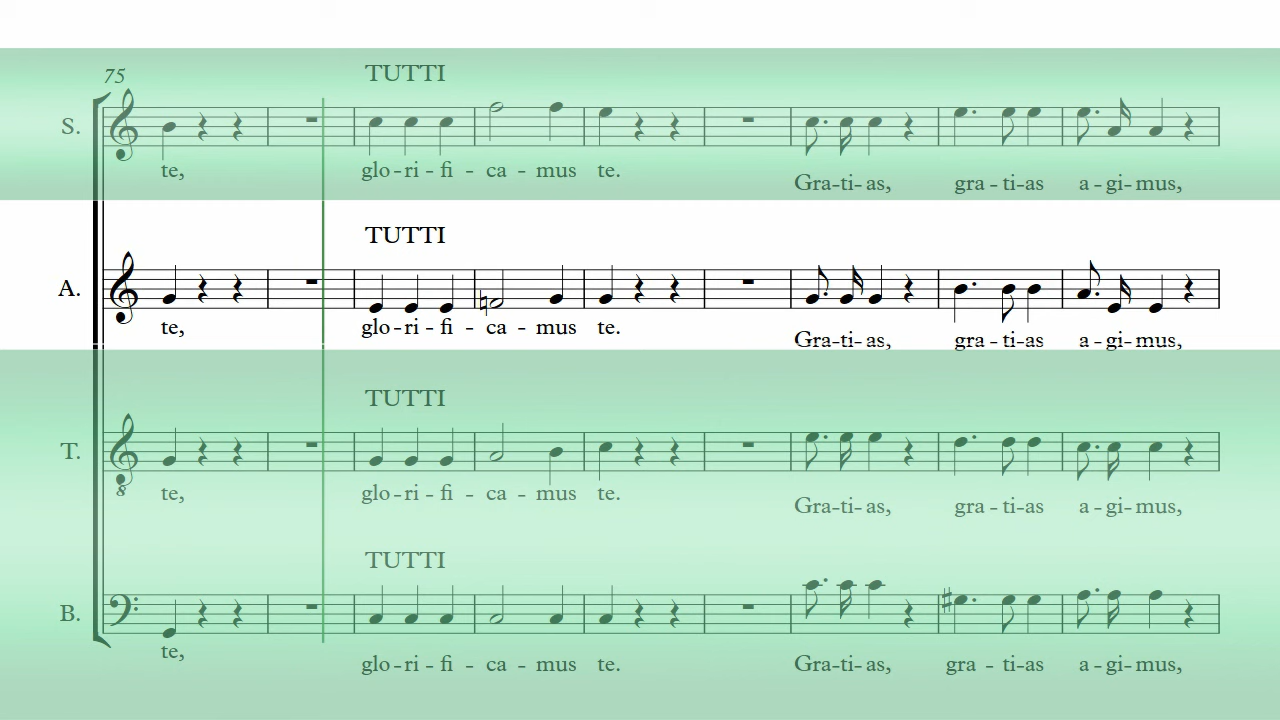 75
TUTTI
S.
te, glo - ri - fi - ca - mus te. Gra - ti - as, gra - ti - as a - gi - mus,
TUTTI
A.
te, glo - ri - fi - ca - mus te. Gra - ti - as, gra - ti - as a - gi - mus,
TUTTI
T.
8
te, glo - ri - fi - ca - mus te. Gra - ti - as, gra - ti - as a - gi - mus,
TUTTI
B.
te, glo - ri - fi - ca - mus te. Gra - ti - as, gra - ti - as a - gi - mus,